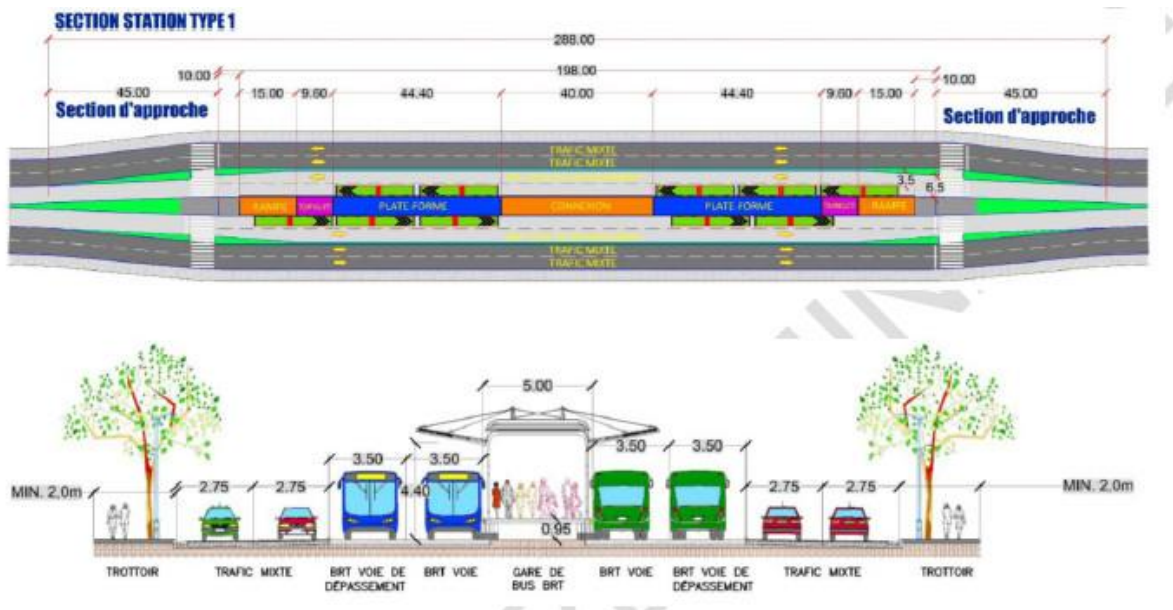 SECTION STATION TYPE 1
288.00
10.00 198.00 10.00
45.00 15.00 9.60 44.40 40.00 44.40 9.60 15.00 45.00
Section d'approche Section d'approche
TRAFIC MIXTE
TRAFIC MIXTE
3.5 6.5
RAMPE PLATE-FORME CONNEXION PLATE-FORME RAMPE
TRAFIC MIXTE
TRAFIC MIXTE
5.00
3.50 3.50 3.50 3.50
MIN. 2,0m 2.75 2.75 4.40 2.75 2.75 MIN. 2,0m
0.95
TROTTOIR TRAFIC MIXTE BRT VOIE DE BRT VOIE GARE DE BRT VOIE BRT VOIE DE TRAFIC MIXTE TROTTOIR
DÉPASSEMENT BUS BRT DÉPASSEMENT